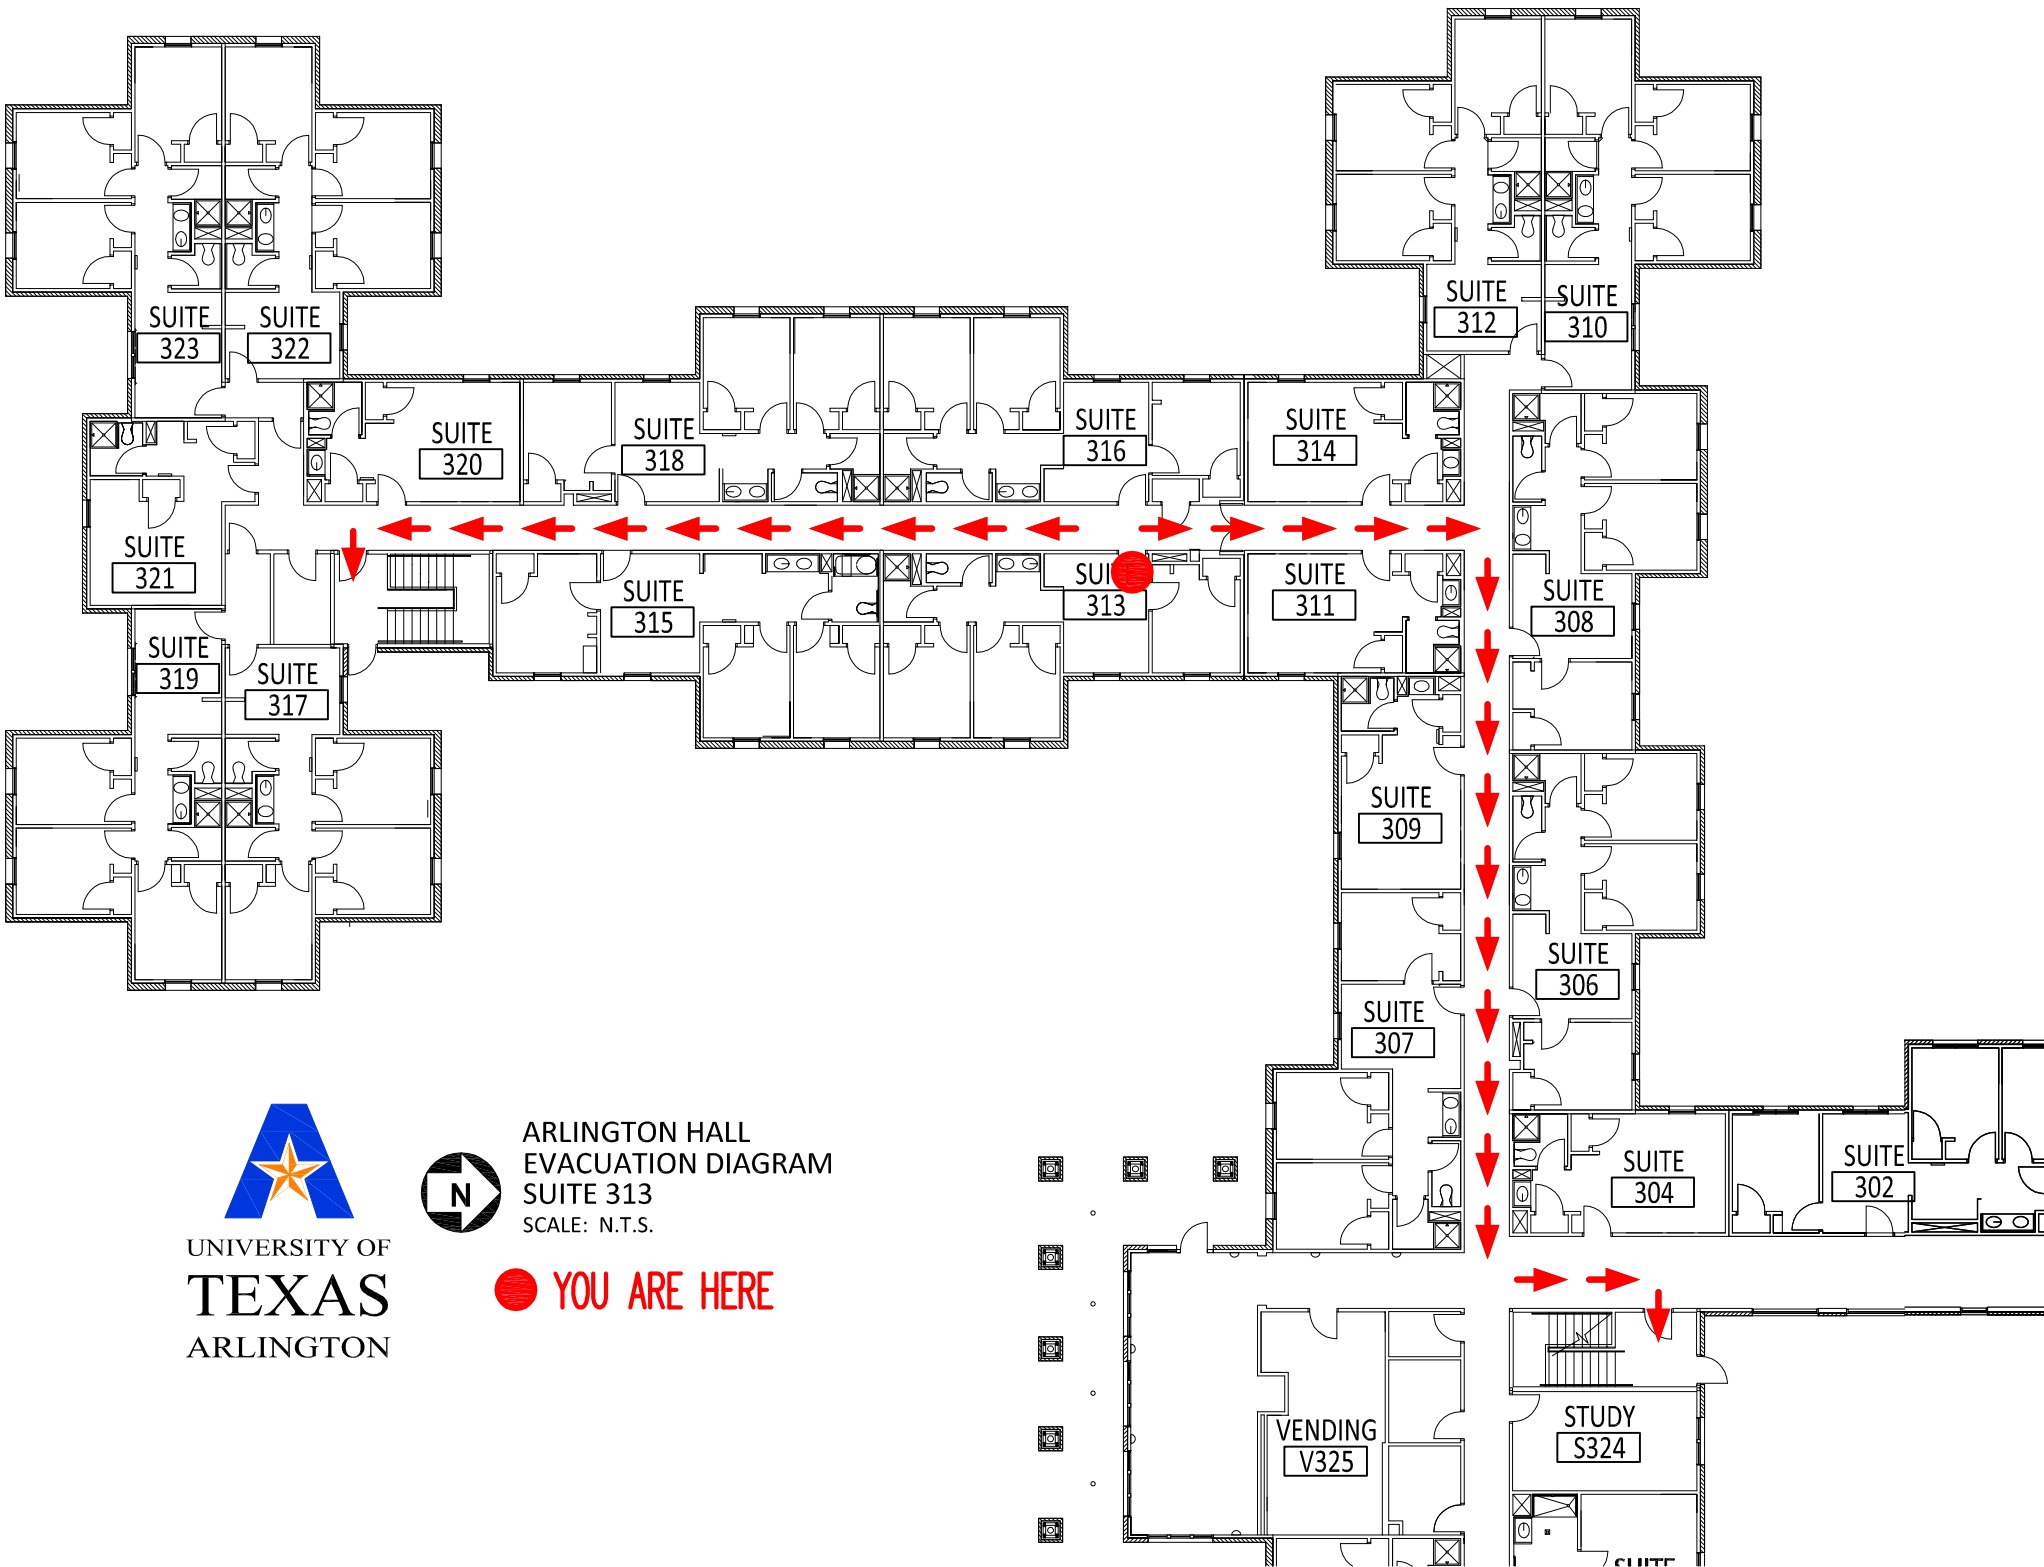 SUITE
312
SUITE
310
SUITE
323
SUITE
322
SUITE
320
SUITE
318
SUITE
316
SUITE
314
SUITE
321
SUITE
315
313
SUITE
311
SUITE
308
SUITE
319
SUITE
317
SUITE
309
SUITE
306
SUITE
307
SUITE
304
SUITE
302
VENDING
V325
STUDY
S324
SUITE
UNIVERSITY OF
TEXAS
ARLINGTON
N
ARLINGTON HALL
EVACUATION DIAGRAM
SUITE 313
SCALE: N.T.S.
YOU ARE HERE